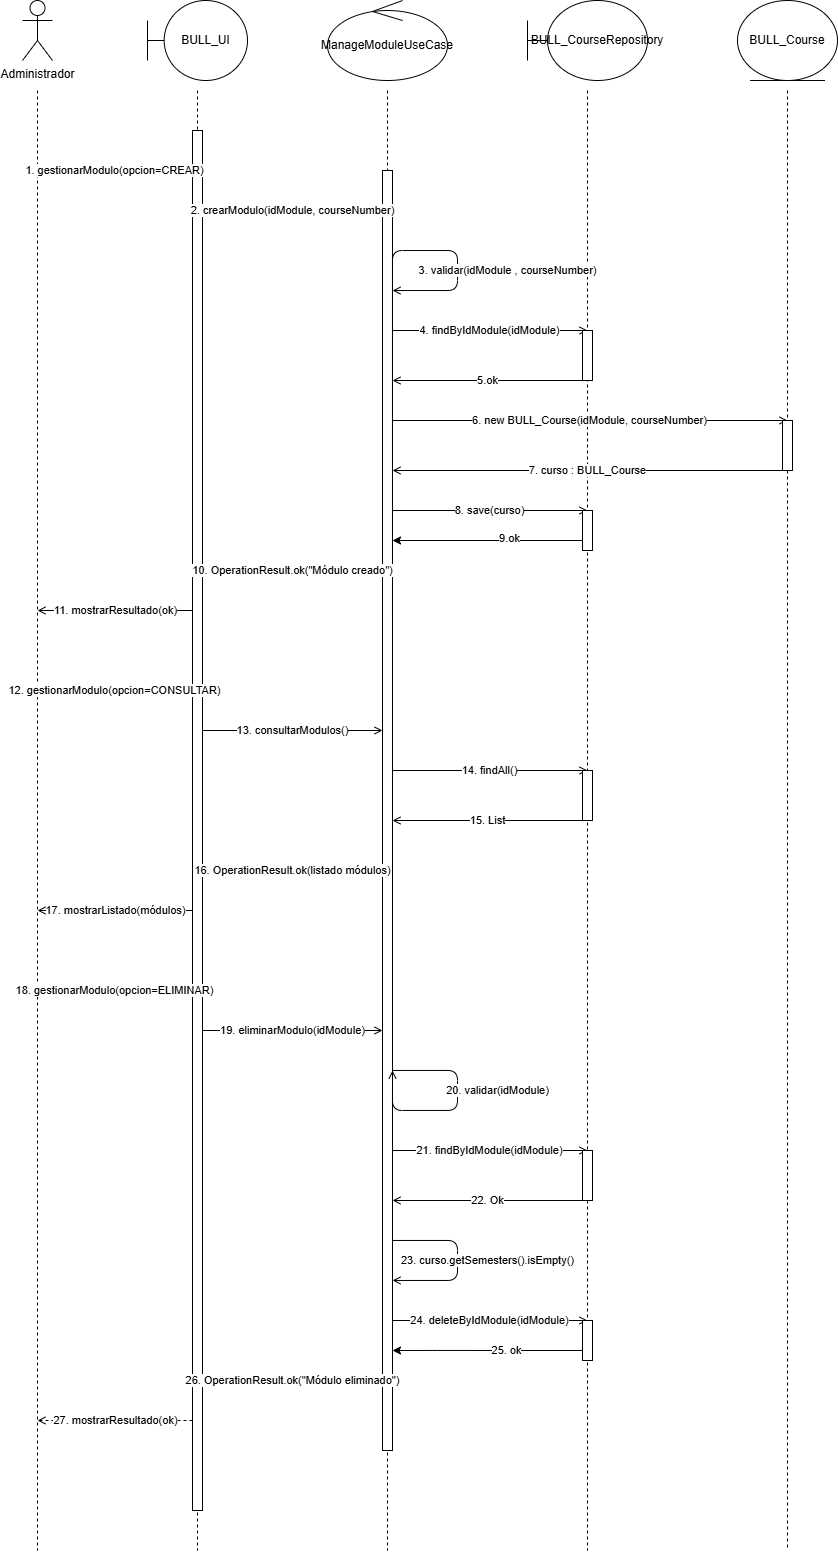 Administrador
BULL_UI
ManageModuleUseCase
BULL_CourseRepository
BULL_Course
1. gestionarModulo(opcion=CREAR)
2. crearModulo(idModule, courseNumber)
3. validar(idModule , courseNumber)
4. findByIdModule(idModule)
5.ok
6. new BULL_Course(idModule, courseNumber)
7. curso : BULL_Course
8. save(curso)
9.ok
10. OperationResult.ok("Módulo creado")
11. mostrarResultado(ok)
12. gestionarModulo(opcion=CONSULTAR)
13. consultarModulos()
14. findAll()
15. List
16. OperationResult.ok(listado módulos)
17. mostrarListado(módulos)
18. gestionarModulo(opcion=ELIMINAR)
19. eliminarModulo(idModule)
20. validar(idModule)
21. findByIdModule(idModule)
22. Ok
23. curso.getSemesters().isEmpty()
24. deleteByIdModule(idModule)
25. ok
26. OperationResult.ok("Módulo eliminado")
27. mostrarResultado(ok)